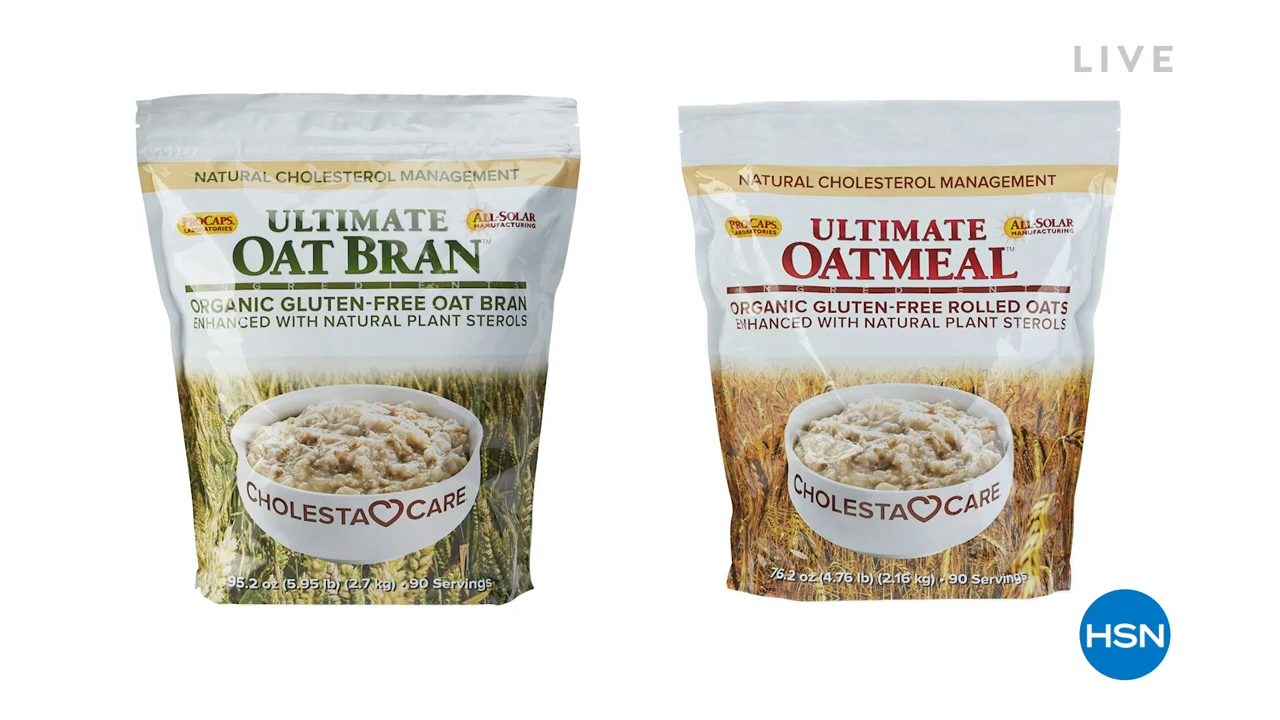 LIVE
NATURAL CHOLESTEROL MANAGEMENT
PROCAPS
LABORATORIES
ALL-SOLAR
MANUFACTURING
ULTIMATE
OAT BRAN™
INGREDIENTS
ORGANIC GLUTEN-FREE OAT BRAN
ENHANCED WITH NATURAL PLANT STEROLS
CHOLESTA CARE
95.2 oz (5.95 lb) (2.7 kg) • 90 Servings
NATURAL CHOLESTEROL MANAGEMENT
PROCAPS
LABORATORIES
ALL-SOLAR
MANUFACTURING
ULTIMATE
OATMEAL™
INGREDIENTS
ORGANIC GLUTEN-FREE ROLLED OATS
ENHANCED WITH NATURAL PLANT STEROLS
CHOLESTA CARE
76.2 oz (4.76 lb) (2.16 kg) • 90 Servings
HSN